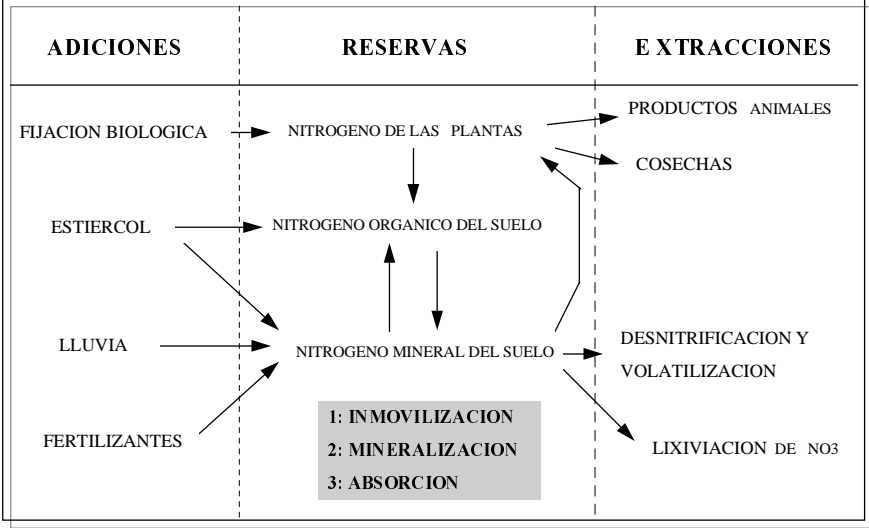 ADICIONES
RESERVAS
E XTRACCIONES
FIJACION BIOLOGICA
NITROGENO DE LAS PLANTAS
PRODUCTOS ANIMALES
COSECHAS
ESTIERCOL
NITROGENO ORGANICO DEL SUELO
LLUVIA
NITROGENO MINERAL DEL SUELO
DESNITRIFICACION Y
VOLATILIZACION
FERTILIZANTES
LIXIVIACION DE NO3
1: INMOVILIZACION
2: MINERALIZACION
3: ABSORCION